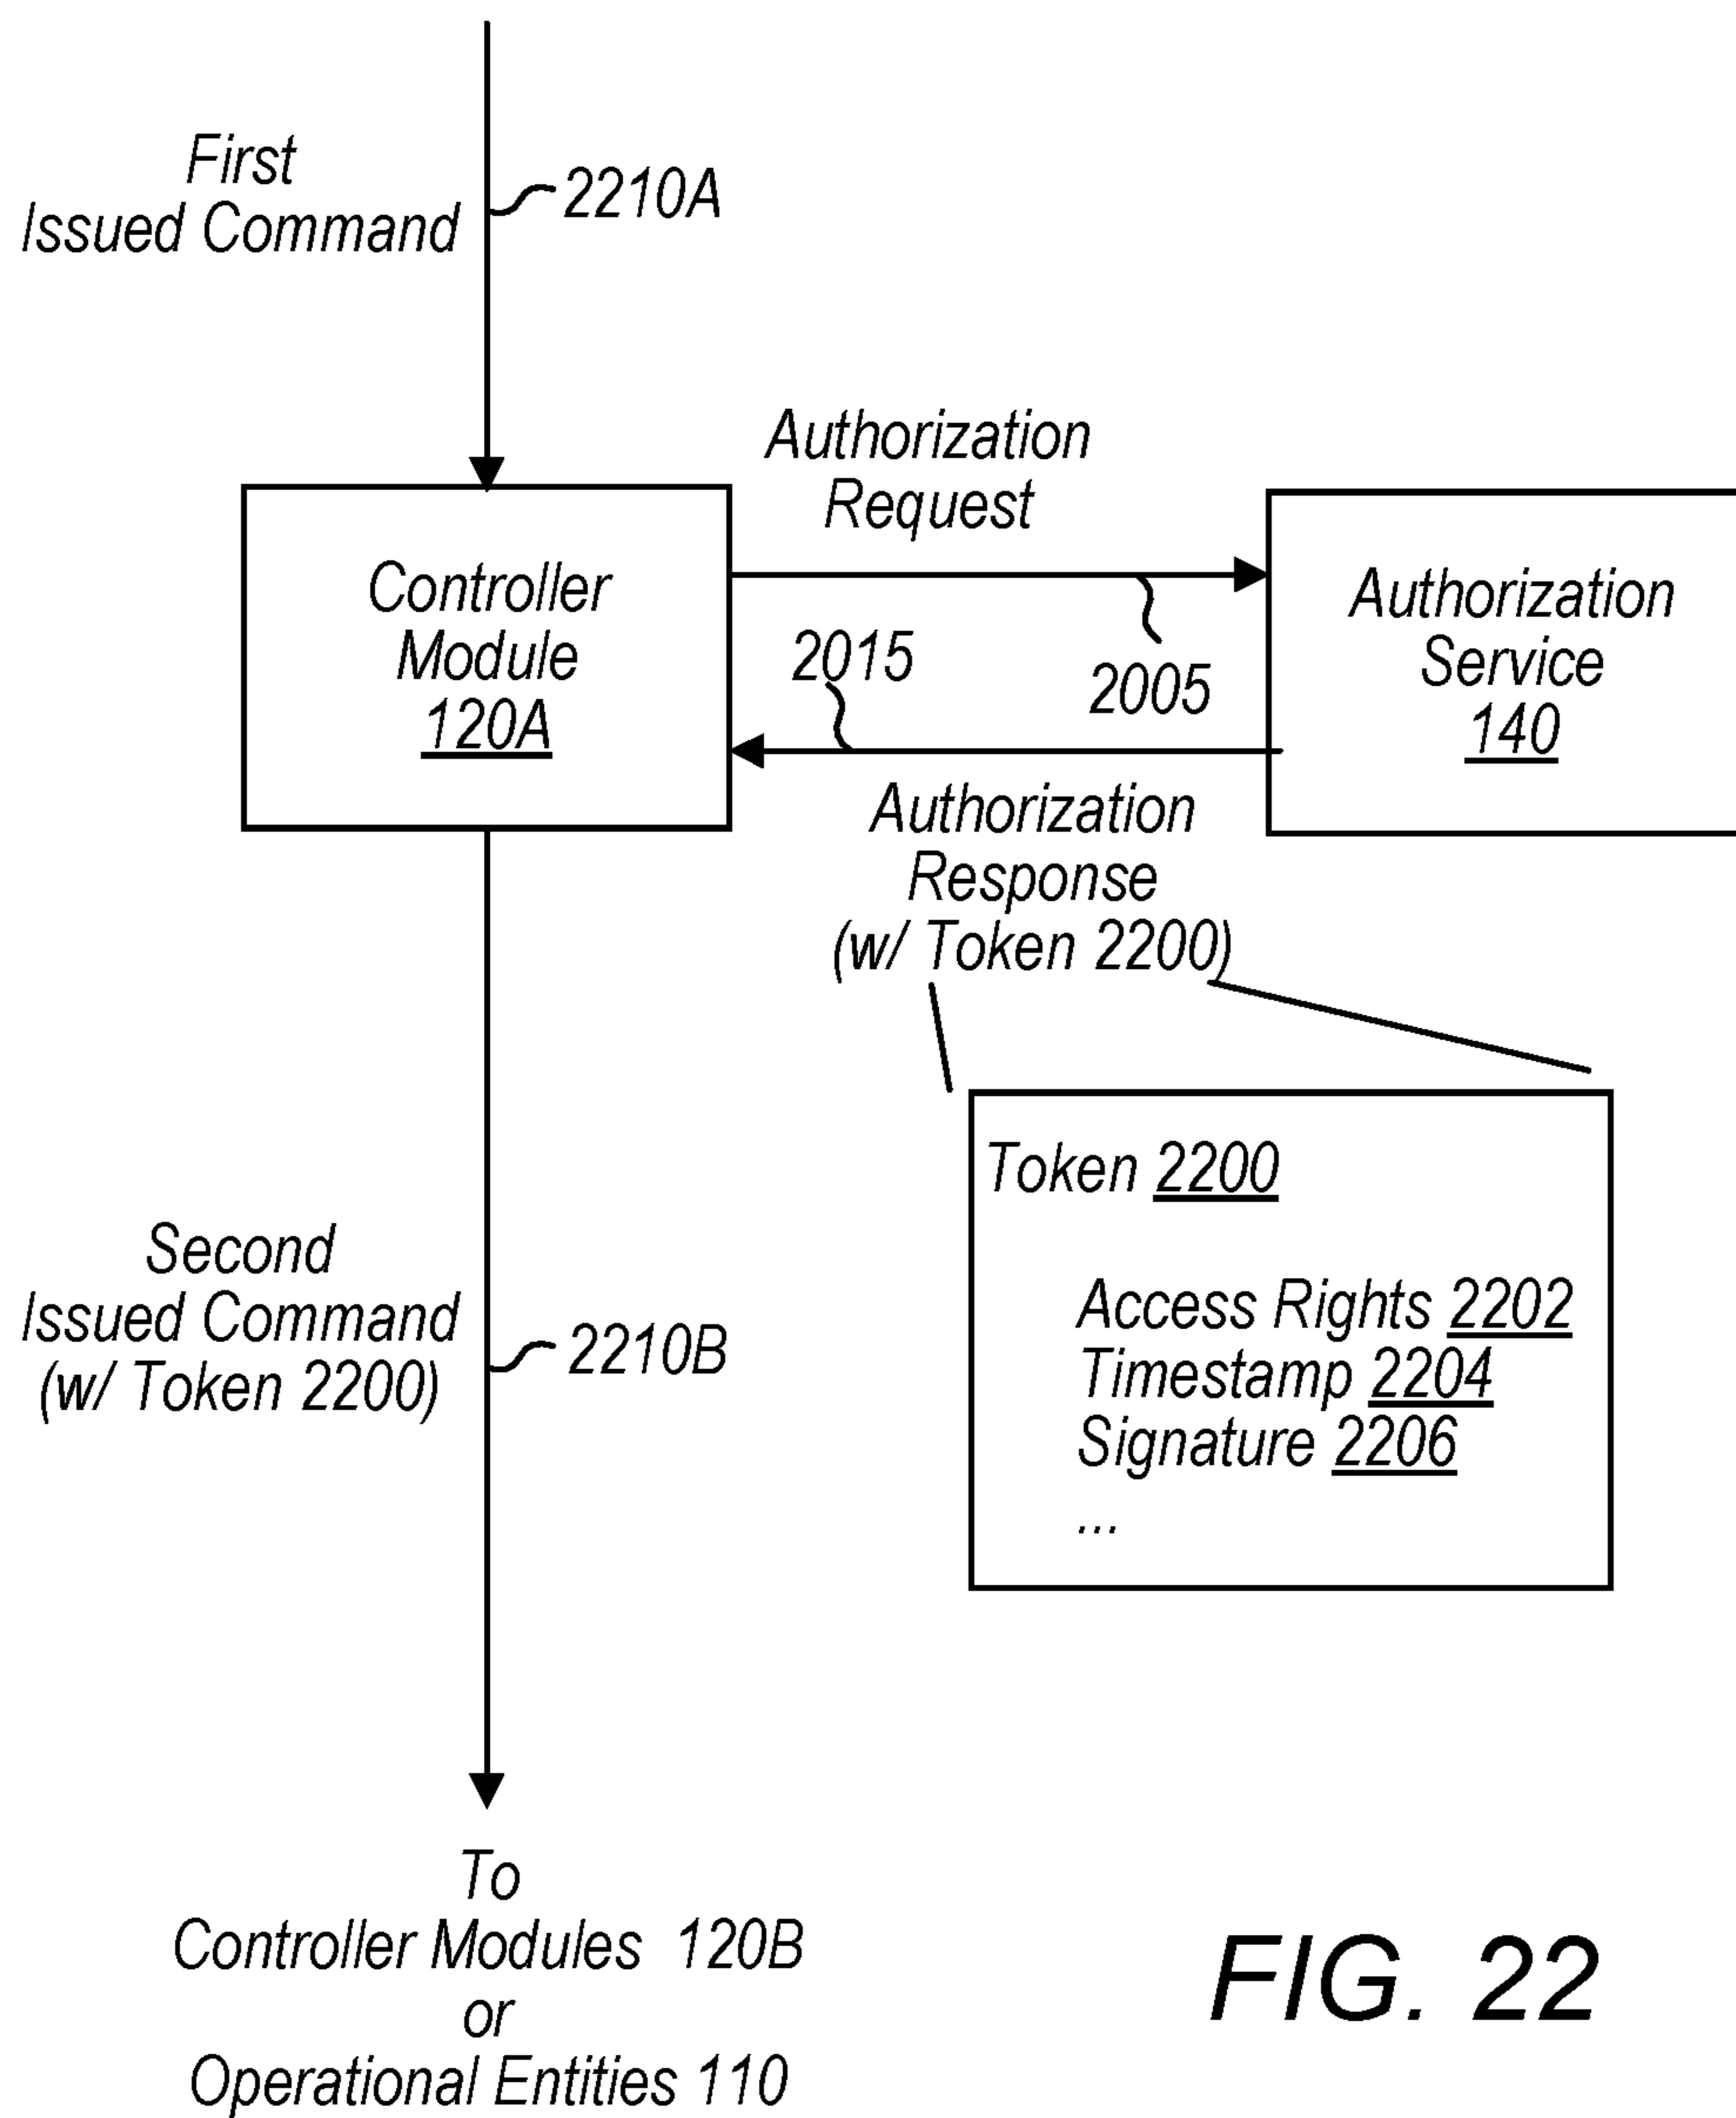 First
Issued Command
2210A
Authorization
Request
Controller
Module
120A
2015
2005
Authorization
Service
140
Authorization
Response
(w/ Token 2200)
Token 2200
Access Rights 2202
Timestamp 2204
Signature 2206
...
Second
Issued Command
(w/ Token 2200)
2210B
To
Controller Modules 120B
or
Operational Entities 110
FIG. 22